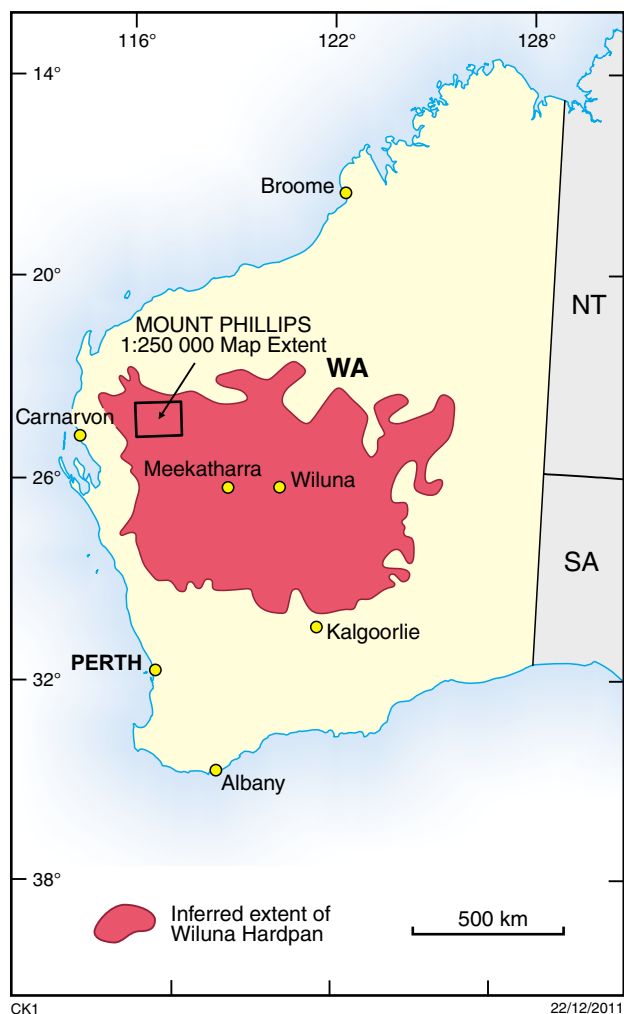 116°
122°
128°
14°
Broome
20°
NT
MOUNT PHILLIPS
1:250 000 Map Extent
WA
Carnarvon
Meekatharra
Wiluna
26°
SA
Kalgoorlie
PERTH
32°
Albany
38°
Inferred extent of
Wiluna Hardpan
500 km
CK1
22/12/2011